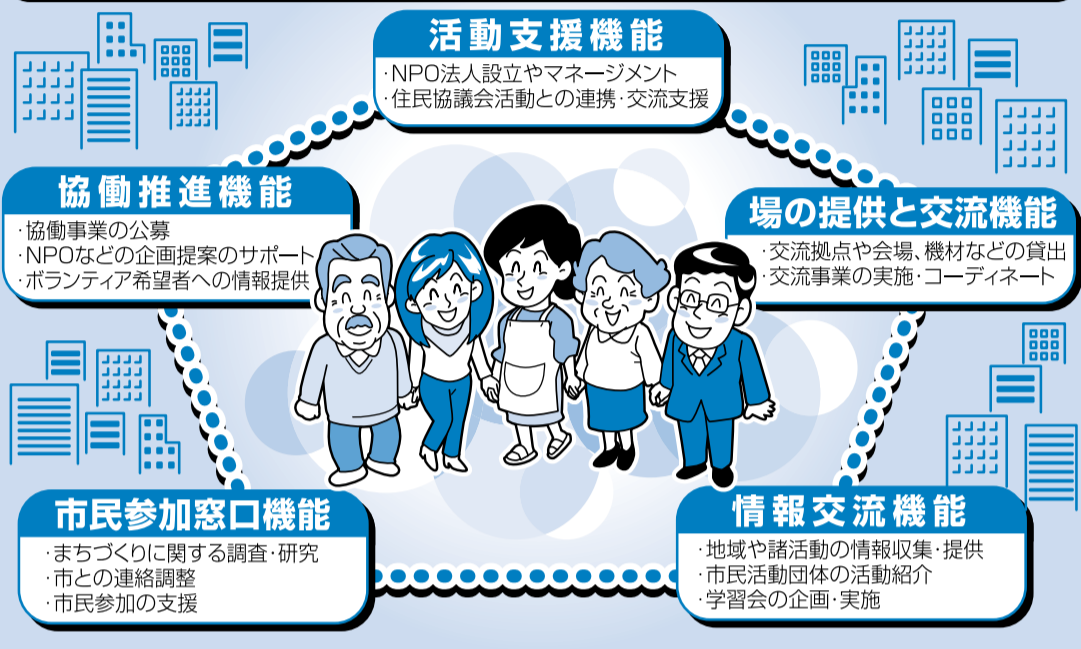 活動支援機能
・NPO法人設立やマネージメント
・住民協議会活動との連携・交流支援
協働推進機能
・協働事業の公募
・NPOなどの企画提案のサポート
・ボランティア希望者への情報提供
場の提供と交流機能
・交流拠点や会場、機材などの貸出
・交流事業の実施・コーディネート
市民参加窓口機能
・まちづくりに関する調査・研究
・市との連絡調整
・市民参加の支援
情報交流機能
・地域や諸活動の情報収集・提供
・市民活動団体の活動紹介
・学習会の企画・実施